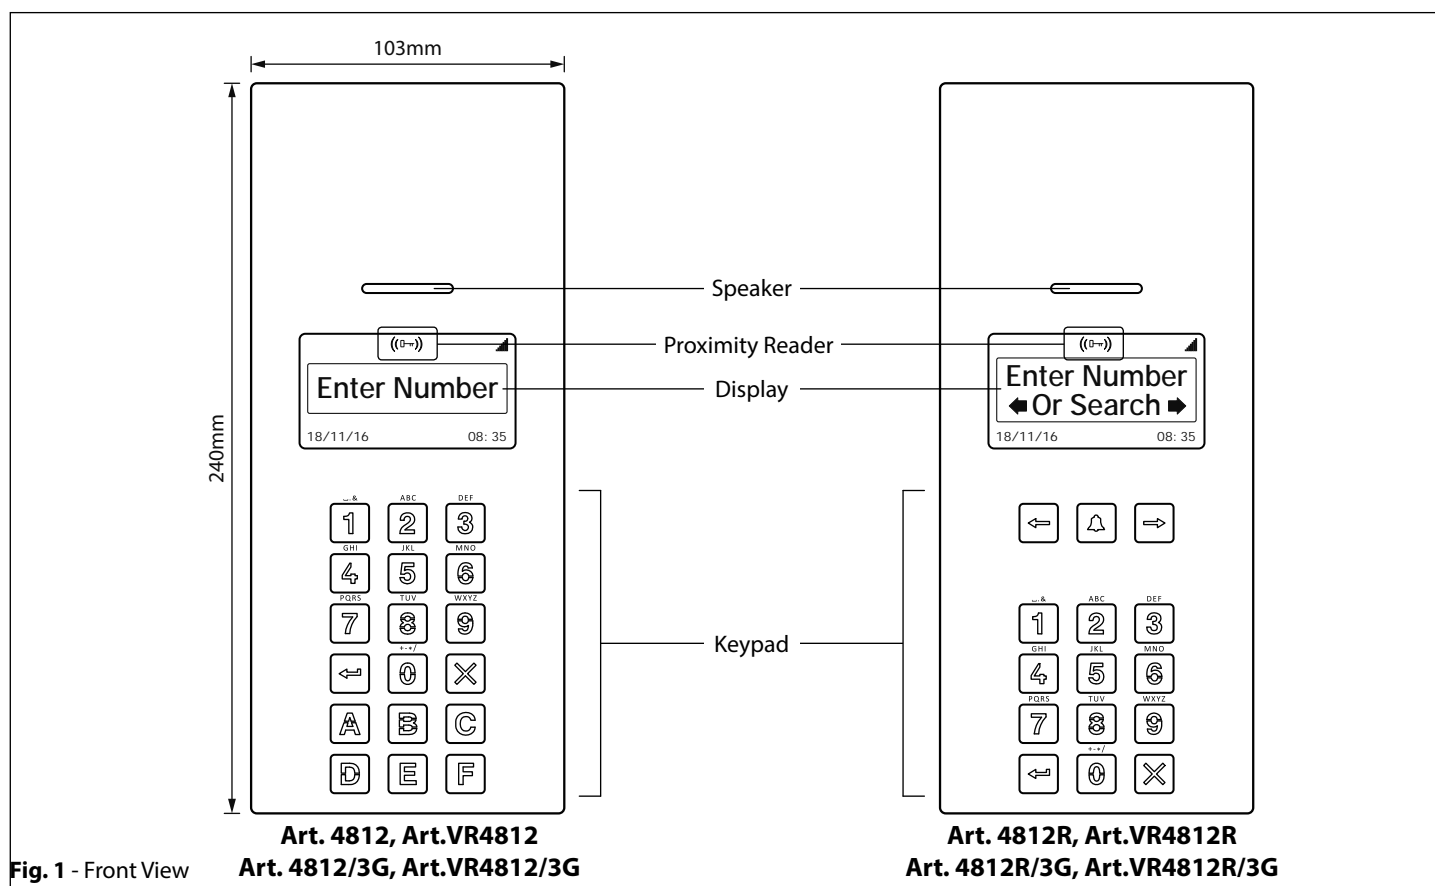 103mm
240mm
Speaker
Proximity Reader
Display
Keypad
Enter Number
18/11/16 08: 35
␣.& ABC DEF
1 2 3
GHI JKL MNO
4 5 6
PQRS TUV WXYZ
7 8 9
+-*/
0
A B C
D E F
Art. 4812, Art.VR4812
Art. 4812/3G, Art.VR4812/3G
Enter Number
Or Search
18/11/16 08: 35
␣.& ABC DEF
1 2 3
GHI JKL MNO
4 5 6
PQRS TUV WXYZ
7 8 9
+-*/
0
Art. 4812R, Art.VR4812R
Art. 4812R/3G, Art.VR4812R/3G
Fig. 1 - Front View